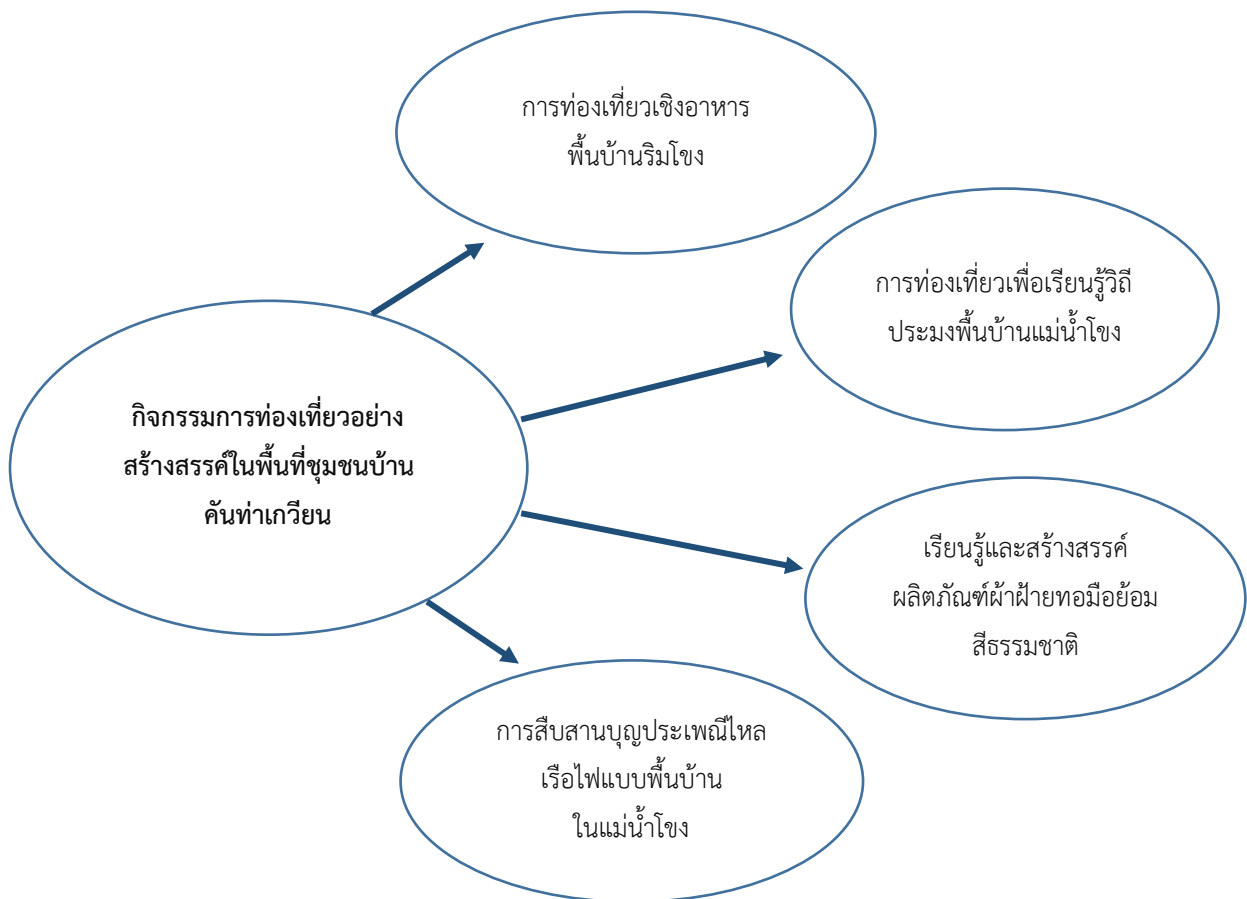 การท่องเที่ยวเชิงอาหาร
พื้นบ้านริมโขง
การท่องเที่ยวเพื่อเรียนรู้วิถี
ประมงพื้นบ้านแม่น้ำโขง
กิจกรรมการท่องเที่ยวอย่าง
สร้างสรรค์ในพื้นที่ชุมชนบ้าน
คันท่าเกวียน
เรียนรู้และสร้างสรรค์
ผลิตภัณฑ์ผ้าฝ้ายทอมือย้อม
สีธรรมชาติ
การสืบสานบุญประเพณีไหล
เรือไฟแบบพื้นบ้าน
ในแม่น้ำโขง